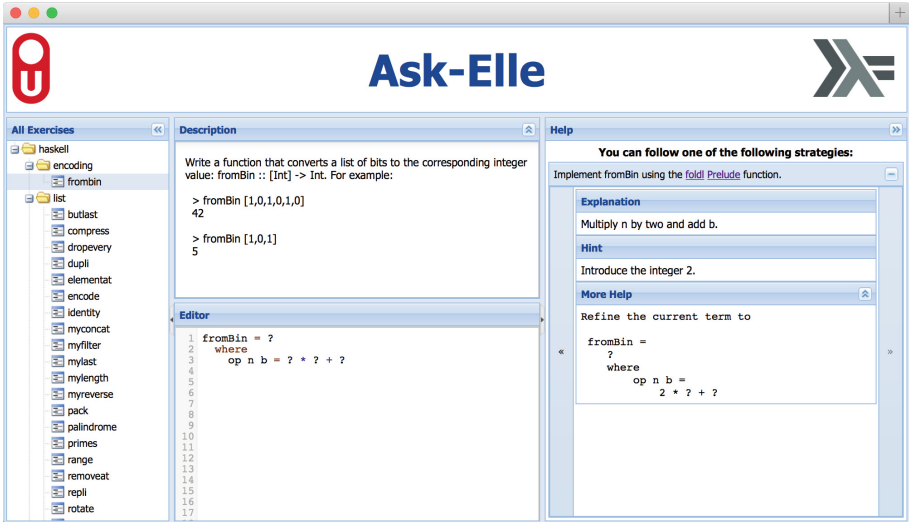 Ask-Elle
All Exercises
haskell
encoding
frombin
list
butlast
compress
dropevery
dupli
elementat
encode
identity
myconcat
myfilter
mylast
mylength
myreverse
pack
palindrome
primes
range
removeat
repli
rotate
Description
Write a function that converts a list of bits to the corresponding integer
value: fromBin :: [Int] -> Int. For example:
> fromBin [1,0,1,0,1,0]
42
> fromBin [1,0,1]
5
Editor
1 fromBin = ?
2 where
3 op n b = ? * ? + ?
4
5
6
7
8
9
10
11
12
13
14
15
16
17
Help
You can follow one of the following strategies:
Implement fromBin using the foldl Prelude function.
Explanation
Multiply n by two and add b.
Hint
Introduce the integer 2.
More Help
Refine the current term to
fromBin =
?
where
op n b =
2 * ? + ?